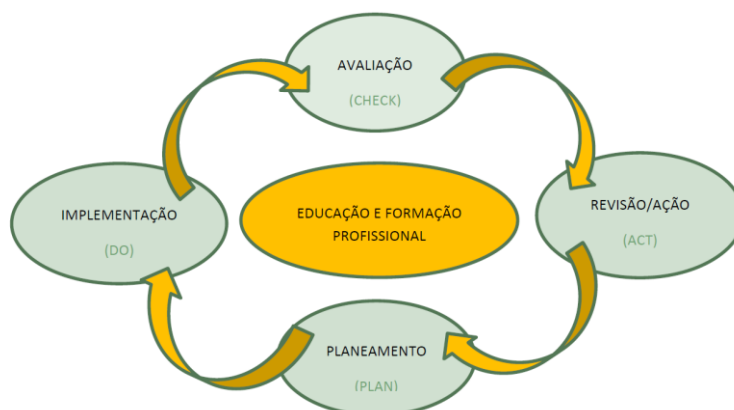 AVALIAÇÃO
(CHECK)
IMPLEMENTAÇÃO
(DO)
EDUCAÇÃO E FORMAÇÃO
PROFISSIONAL
REVISÃO/AÇÃO
(ACT)
PLANEAMENTO
(PLAN)